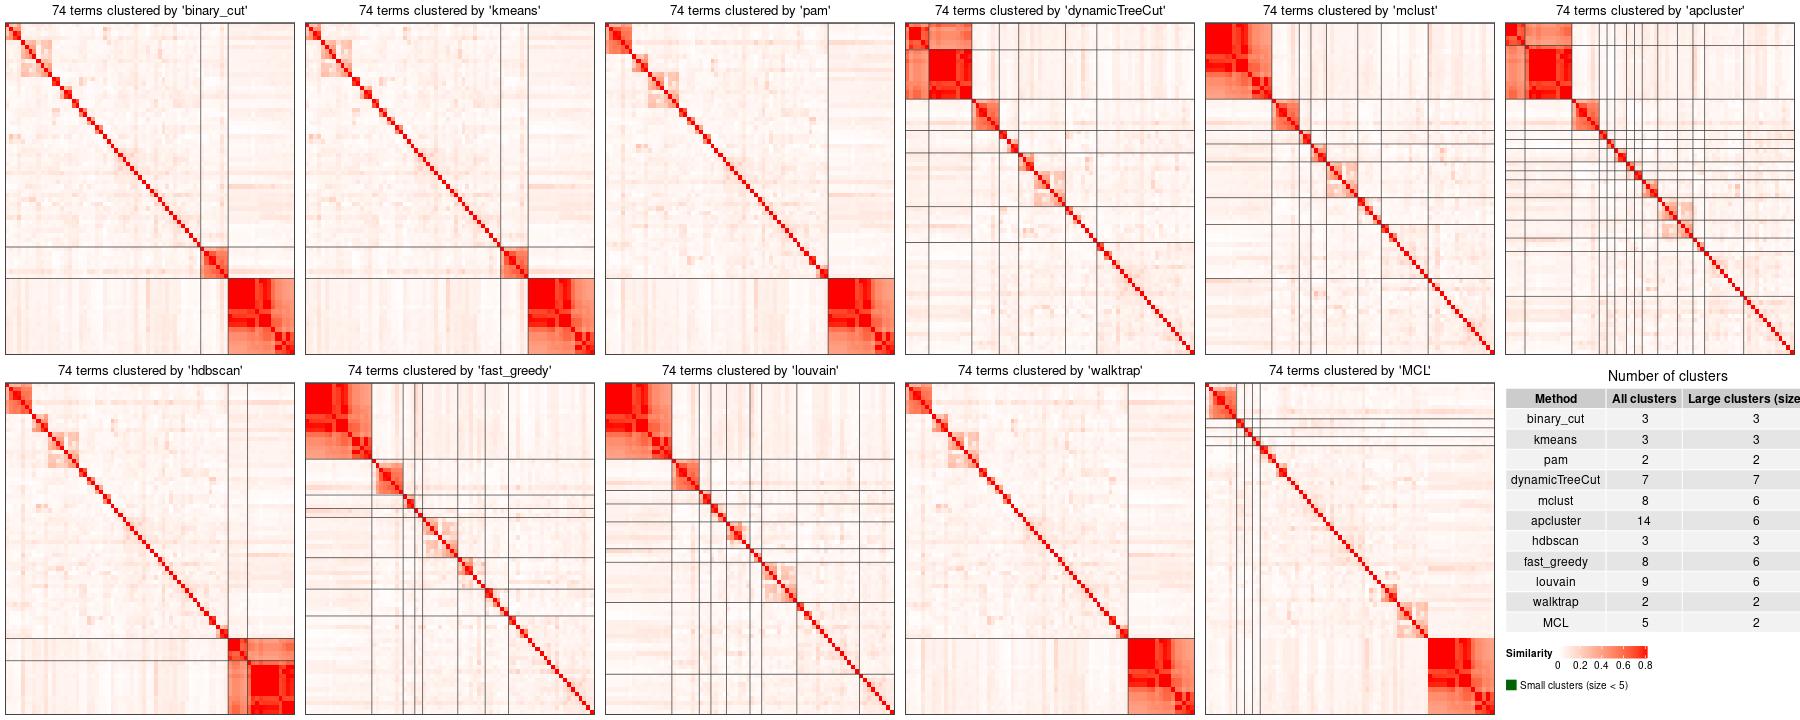 74 terms clustered by 'binary_cut'
74 terms clustered by 'kmeans'
74 terms clustered by 'pam'
74 terms clustered by 'dynamicTreeCut'
74 terms clustered by 'mclust'
74 terms clustered by 'apcluster'
74 terms clustered by 'hdbscan'
74 terms clustered by 'fast_greedy'
74 terms clustered by 'louvain'
74 terms clustered by 'walktrap'
74 terms clustered by 'MCL'
Number of clusters
Method All clusters Large clusters (size
binary_cut 3 3
kmeans 3 3
pam 2 2
dynamicTreeCut 7 7
mclust 8 6
apcluster 14 6
hdbscan 3 3
fast_greedy 8 6
louvain 9 6
walktrap 2 2
MCL 5 2
Similarity
0 0.2 0.4 0.6 0.8
Small clusters (size < 5)